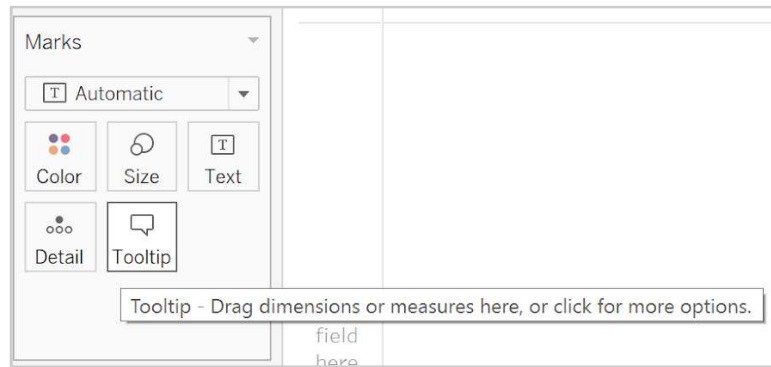 Marks
T Automatic
Color Size T Text
Detail Tooltip
Tooltip - Drag dimensions or measures here, or click for more options.
field
here